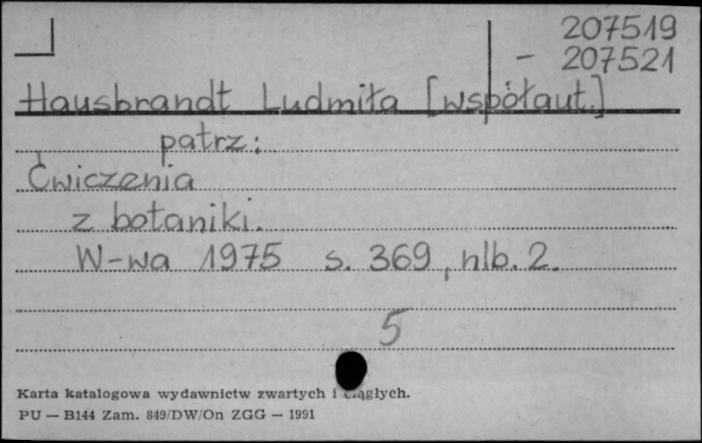 207519
- 207521
Hausbrandt Ludmiła [współaut.]
patrz:
Ćwiczenia
z botaniki.
W-wa 1975 s. 369, nlb. 2.
5
Karta katalogowa wydawnictw zwartych i ciągłych.
PU — B144 Zam. 849/DW/On ZGG — 1991